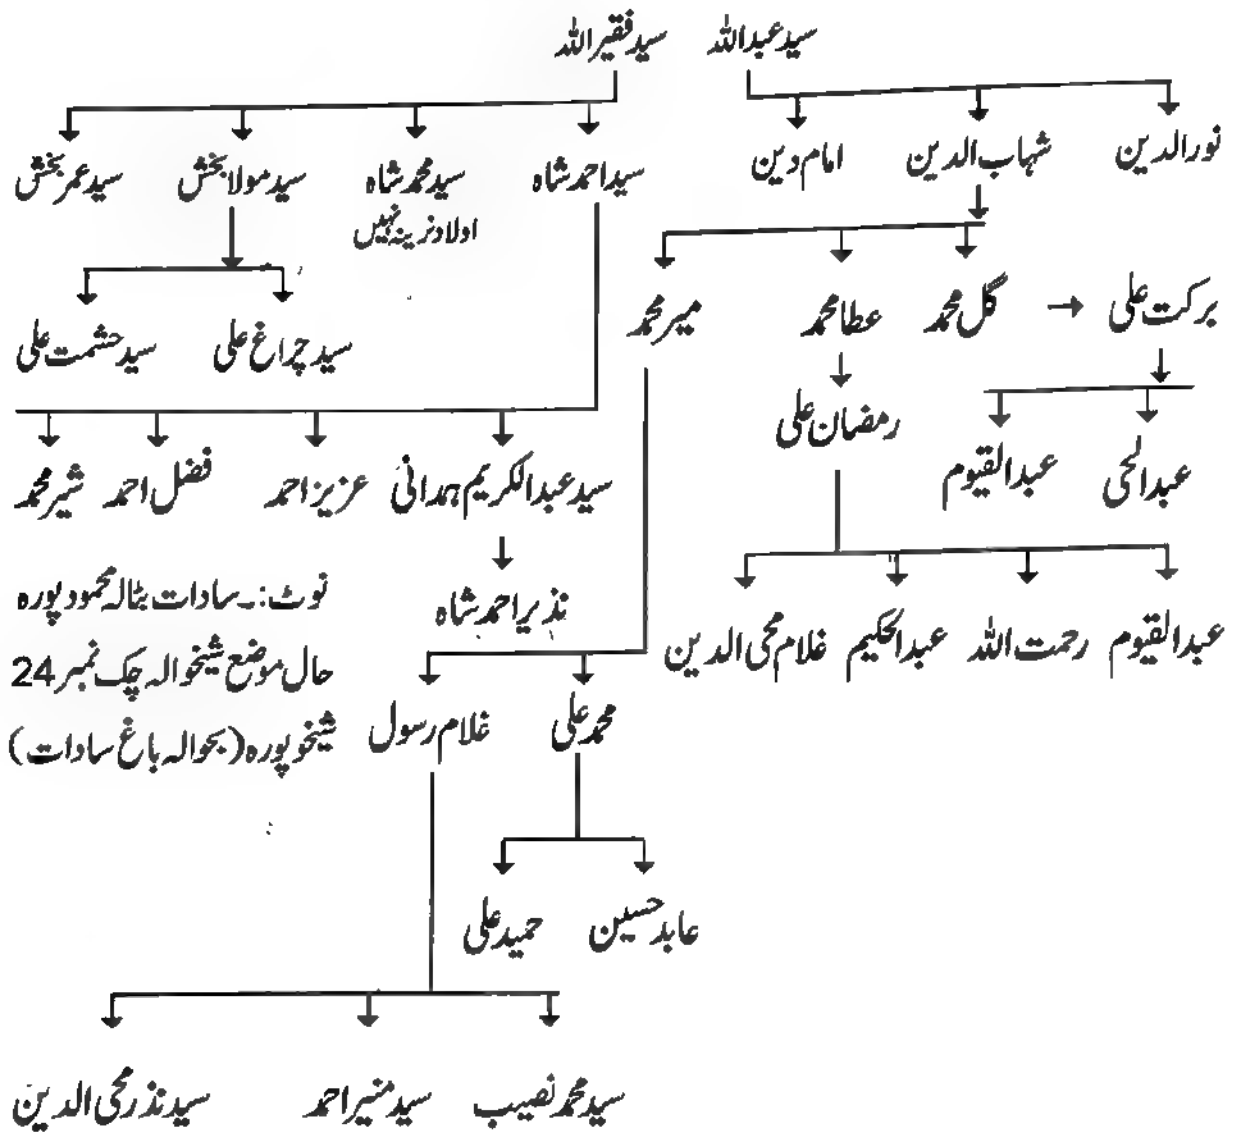 سید عبداللہ سید فقیر اللہ
نورالدین شہاب الدین امام دین سید احمد شاہ سید محمد شاہ سید مولا بخش سید عمر بخش
اولاد نرینہ نہیں
برکت علی گل محمد عطا محمد میر محمد سید چراغ علی سید حشمت علی
رمضان علی
عبدالحی عبدالقیوم سید عبدالکریم ہمدانی عزیز احمد فضل احمد شیر محمد
نذیر احمد شاہ
عبدالقیوم رحمت اللہ عبدالحکیم غلام محی الدین
نوٹ:۔ سادات بٹالہ محمود پورہ
حال موضع شیخوالہ چک نمبر 24
شیخوپورہ (بحوالہ باغ سادات)
محمد علی غلام رسول
عابد حسین حمید علی
سید محمد نصیب سید منیر احمد سید نذر محی الدین